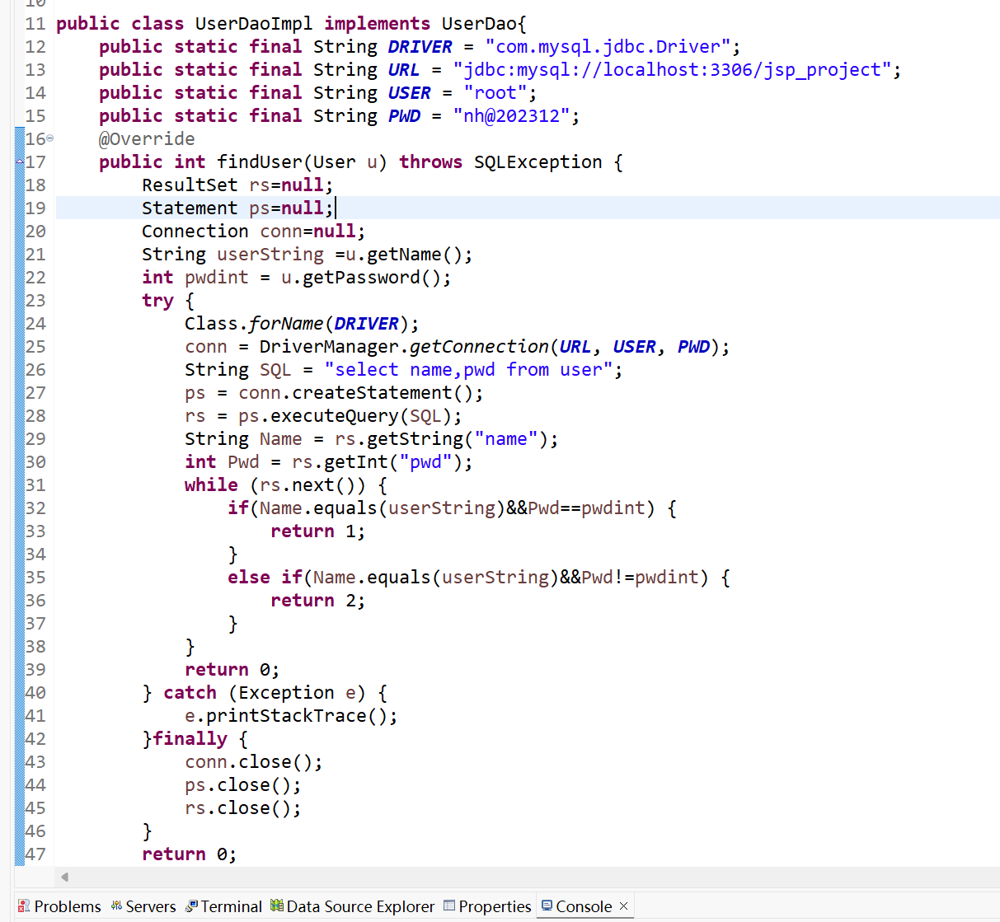 10
11 public class UserDaoImpl implements UserDao{
12     public static final String DRIVER = "com.mysql.jdbc.Driver";
13     public static final String URL = "jdbc:mysql://localhost:3306/jsp_project";
14     public static final String USER = "root";
15     public static final String PWD = "nh@202312";
16     @Override
17     public int findUser(User u) throws SQLException {
18         ResultSet rs=null;
19         Statement ps=null;
20         Connection conn=null;
21         String userString =u.getName();
22         int pwdint = u.getPassword();
23         try {
24             Class.forName(DRIVER);
25             conn = DriverManager.getConnection(URL, USER, PWD);
26             String SQL = "select name,pwd from user";
27             ps = conn.createStatement();
28             rs = ps.executeQuery(SQL);
29             String Name = rs.getString("name");
30             int Pwd = rs.getInt("pwd");
31             while (rs.next()) {
32                 if(Name.equals(userString)&&Pwd==pwdint) {
33                     return 1;
34                 }
35                 else if(Name.equals(userString)&&Pwd!=pwdint) {
36                     return 2;
37                 }
38             }
39             return 0;
40         } catch (Exception e) {
41             e.printStackTrace();
42         }finally {
43             conn.close();
44             ps.close();
45             rs.close();
46         }
47         return 0;
Problems Servers Terminal Data Source Explorer Properties Console